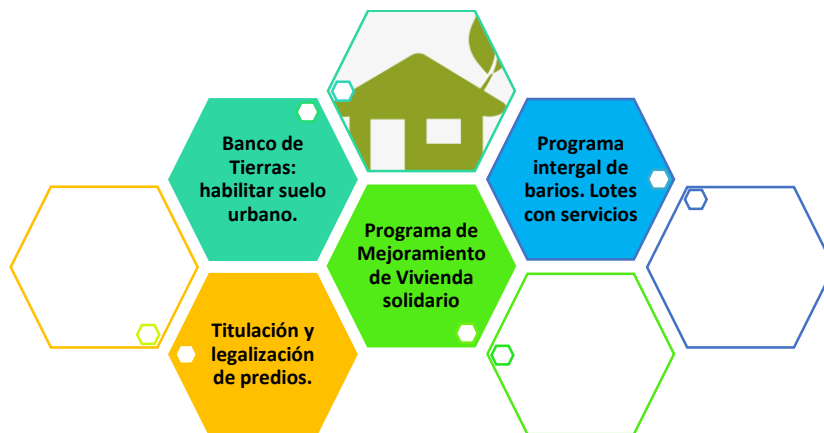 Banco de
Tierras:
habilitar suelo
urbano.
Programa
intergal de
barios. Lotes
con servicios
Programa de
Mejoramiento
de Vivienda
solidario
Titulación y
legalización
de predios.